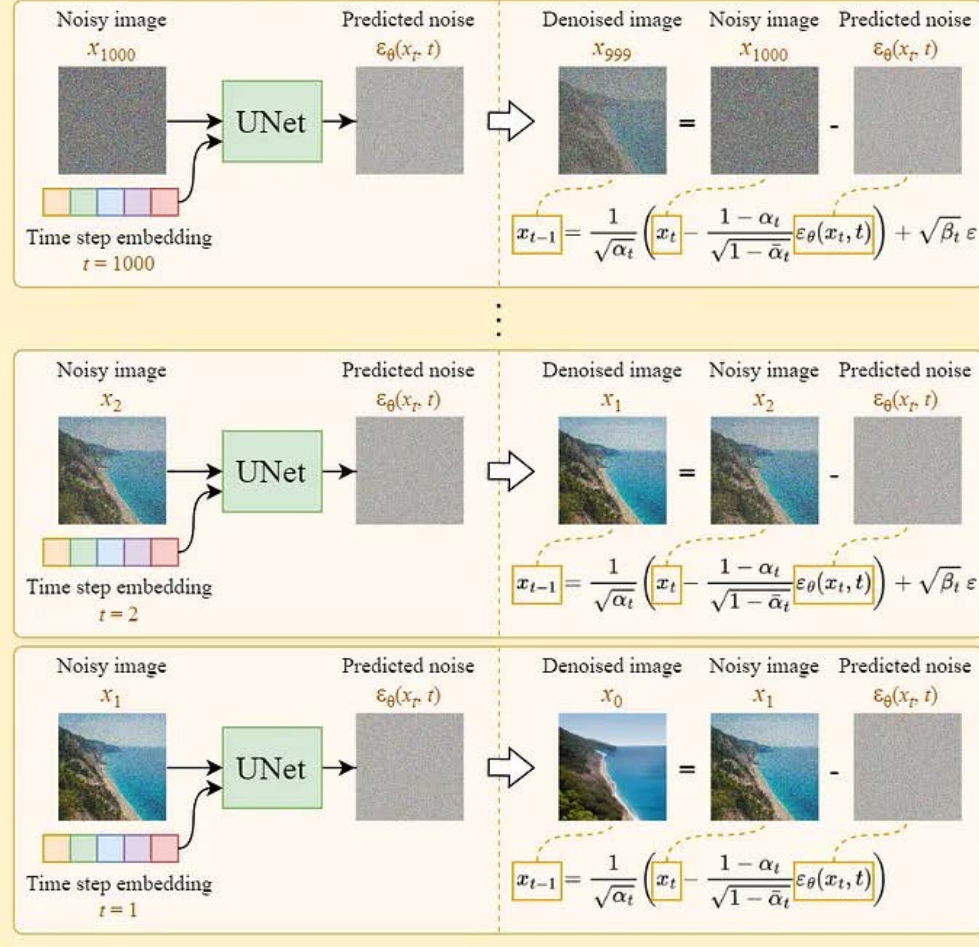 Noisy image Predicted noise Denoised image Noisy image Predicted noise
x₁₀₀₀ εθ(xₜ, t) x₉₉₉ x₁₀₀₀ εθ(xₜ, t)
UNet = -
Time step embedding
t = 1000
xₜ₋₁ = 1/√αₜ (xₜ − (1 − αₜ)/√(1 − ᾱₜ) εθ(xₜ, t)) + √βₜ ε
⋮
Noisy image Predicted noise Denoised image Noisy image Predicted noise
x₂ εθ(xₜ, t) x₁ x₂ εθ(xₜ, t)
UNet = -
Time step embedding
t = 2
xₜ₋₁ = 1/√αₜ (xₜ − (1 − αₜ)/√(1 − ᾱₜ) εθ(xₜ, t)) + √βₜ ε
Noisy image Predicted noise Denoised image Noisy image Predicted noise
x₁ εθ(xₜ, t) x₀ x₁ εθ(xₜ, t)
UNet = -
Time step embedding
t = 1
xₜ₋₁ = 1/√αₜ (xₜ − (1 − αₜ)/√(1 − ᾱₜ) εθ(xₜ, t))